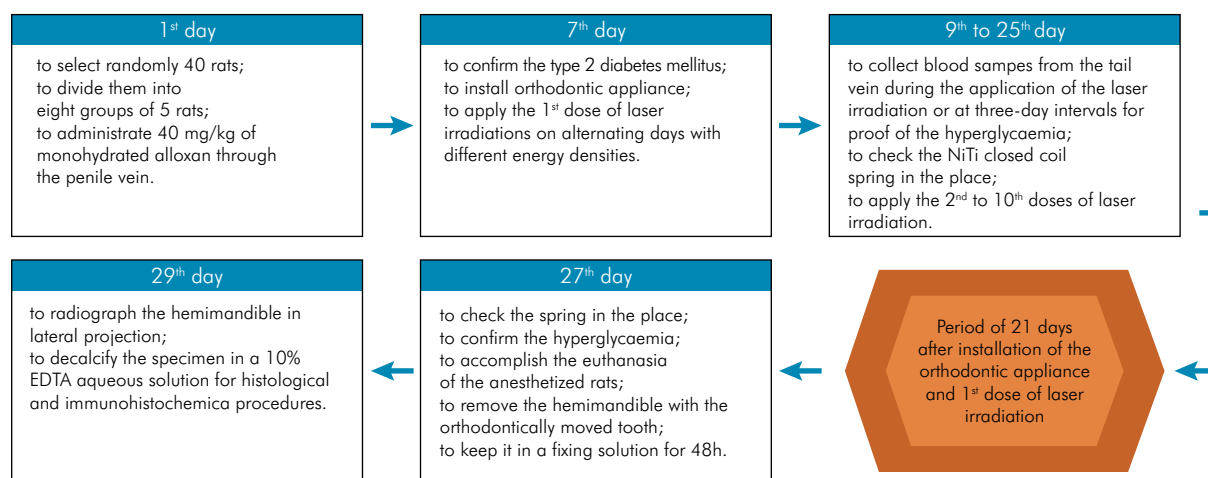 1st day
to select randomly 40 rats;
to divide them into
eight groups of 5 rats;
to administrate 40 mg/kg of
monohydrated alloxan through
the penile vein.
7th day
to confirm the type 2 diabetes mellitus;
to install orthodontic appliance;
to apply the 1st dose of laser
irradiations on alternating days with
different energy densities.
9th to 25th day
to collect blood sampes from the tail
vein during the application of the laser
irradiation or at three-day intervals for
proof of the hyperglycaemia;
to check the NiTi closed coil
spring in the place;
to apply the 2nd to 10th doses of laser
irradiation.
Period of 21 days
after installation of the
orthodontic appliance
and 1st dose of laser
irradiation
27th day
to check the spring in the place;
to confirm the hyperglycaemia;
to accomplish the euthanasia
of the anesthetized rats;
to remove the hemimandible with the
orthodontically moved tooth;
to keep it in a fixing solution for 48h.
29th day
to radiograph the hemimandible in
lateral projection;
to decalcify the specimen in a 10%
EDTA aqueous solution for histological
and immunohistochemica procedures.